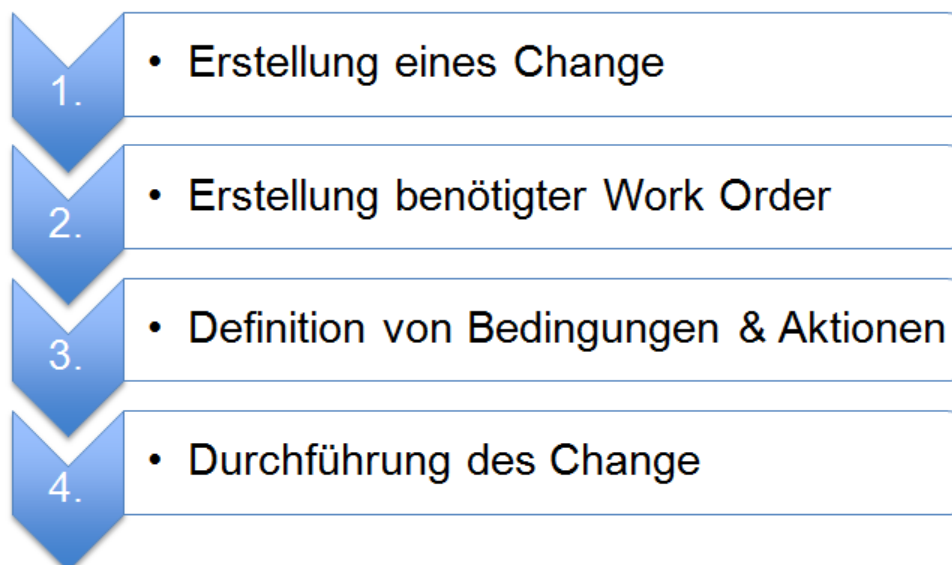 1. • Erstellung eines Change
2. • Erstellung benötigter Work Order
3. • Definition von Bedingungen & Aktionen
4. • Durchführung des Change